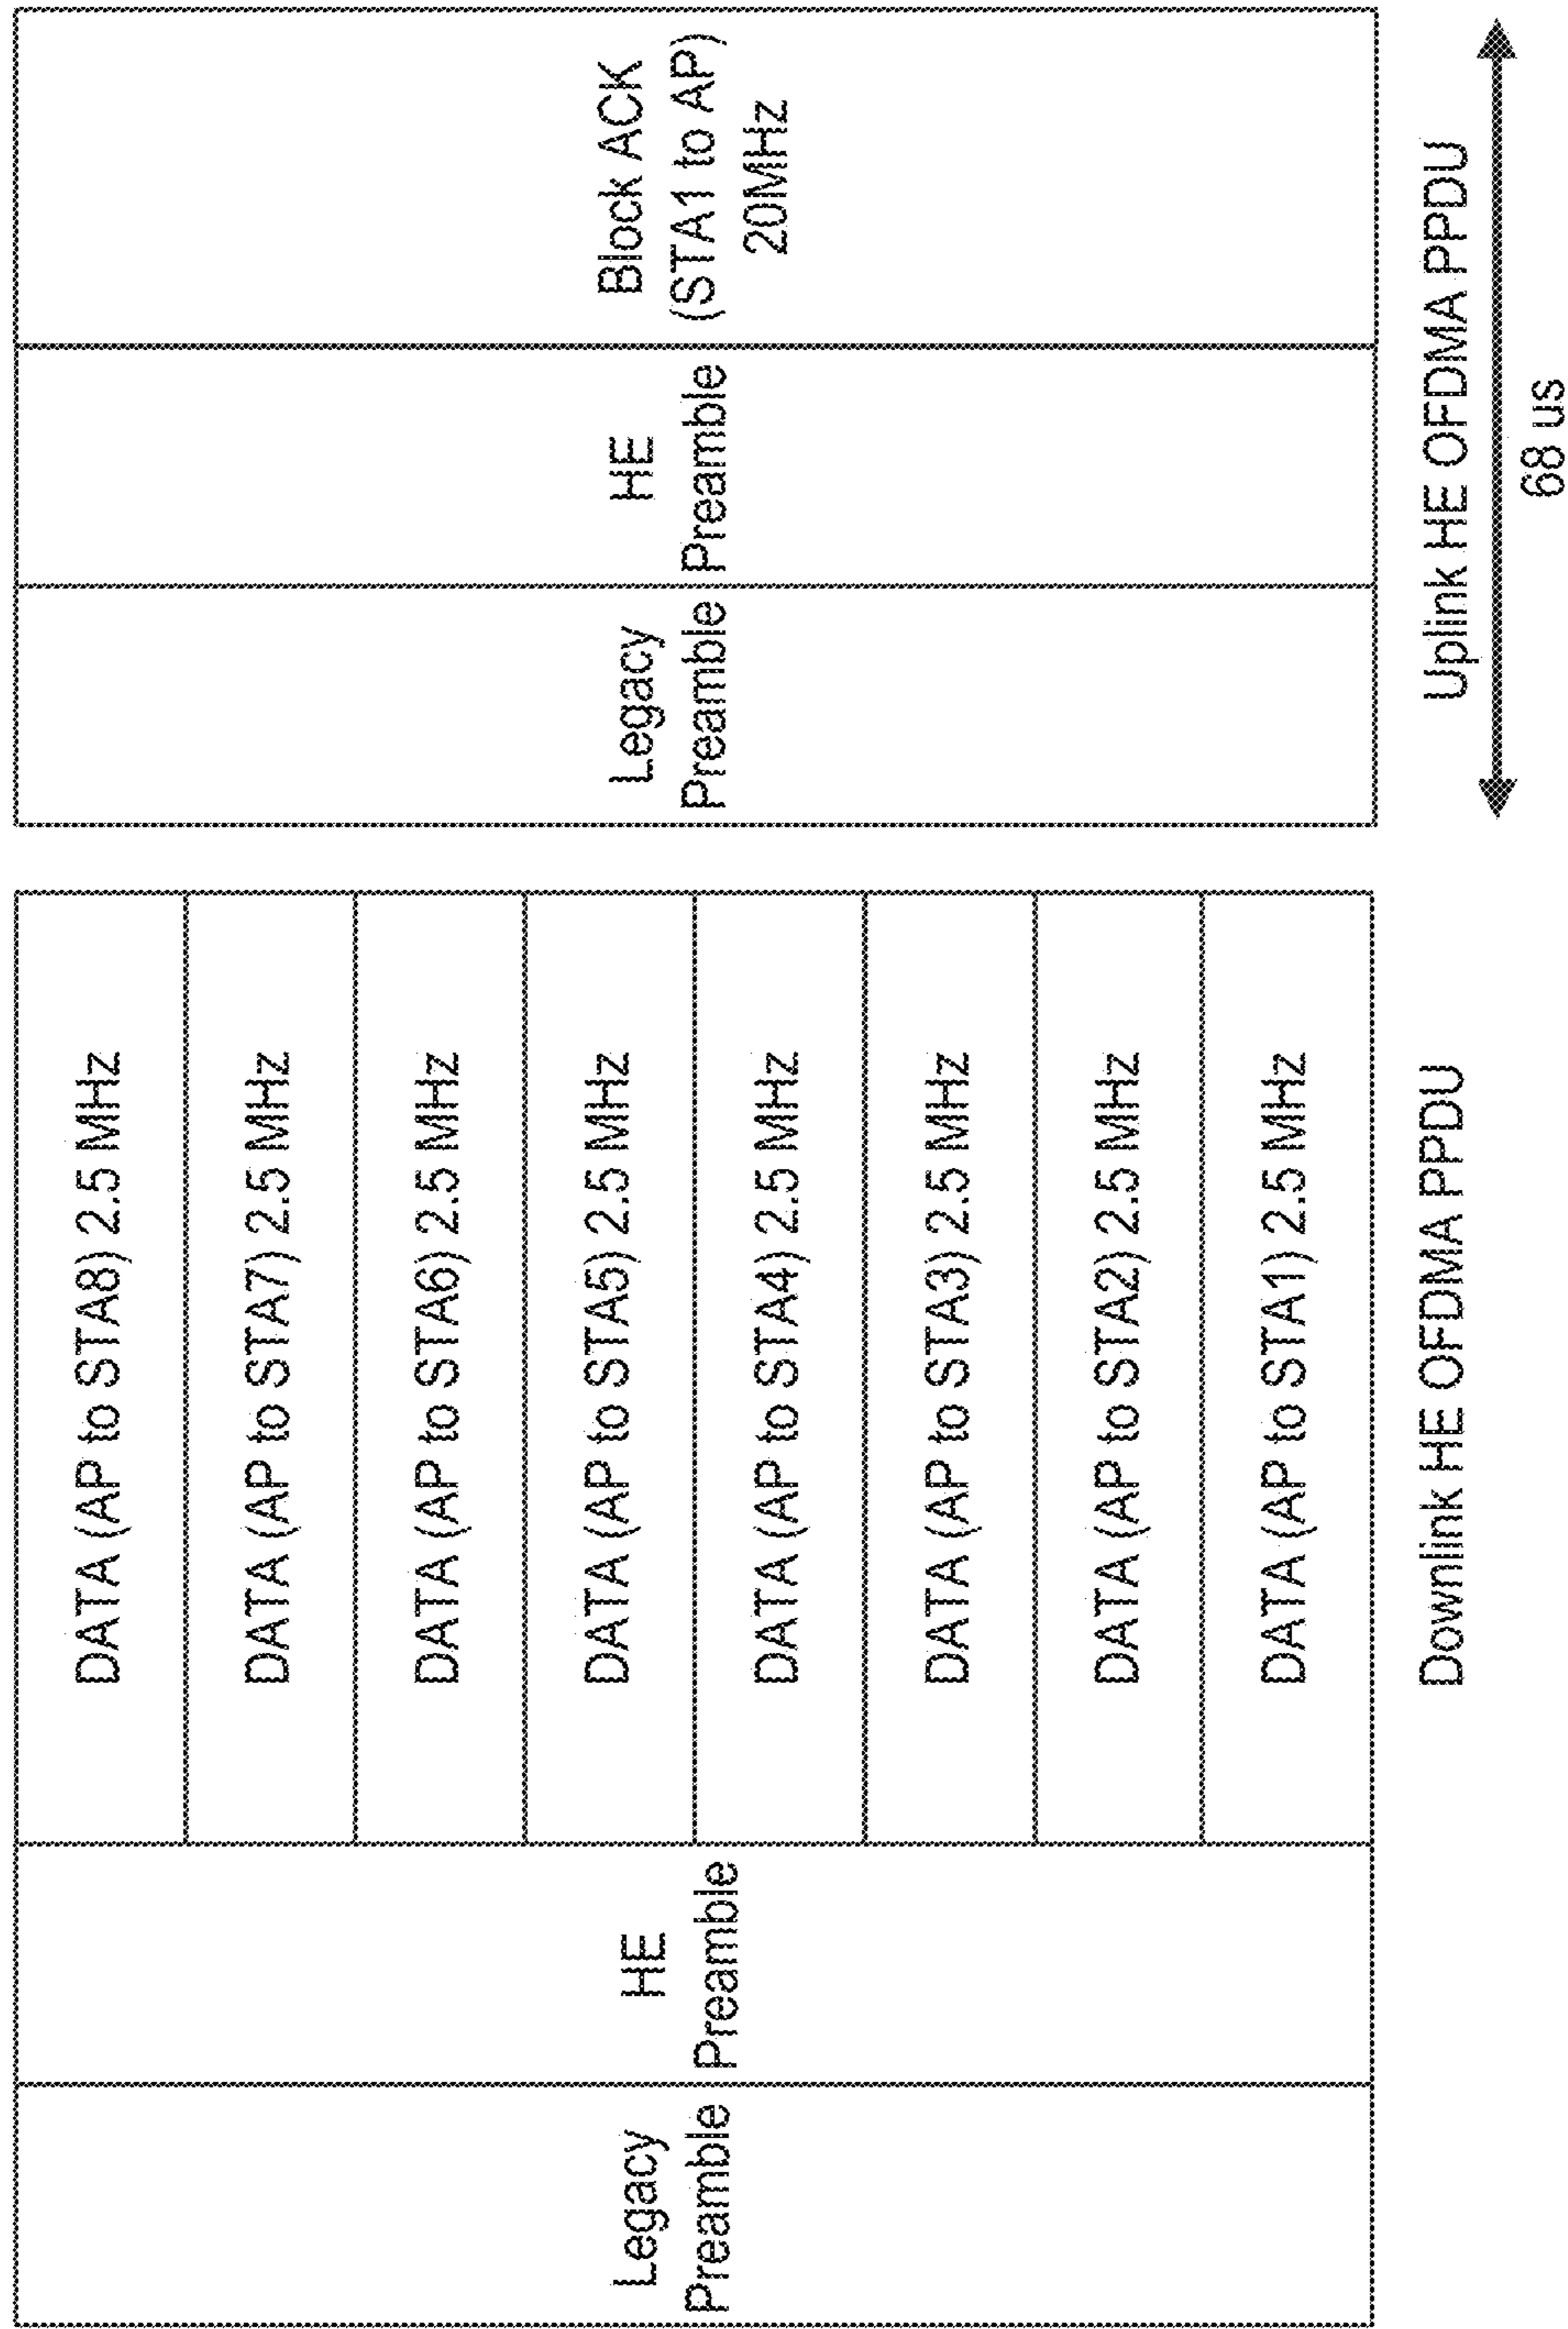 Legacy
Preamble
HE
Preamble
DATA (AP to STA8) 2.5 MHz
DATA (AP to STA7) 2.5 MHz
DATA (AP to STA6) 2.5 MHz
DATA (AP to STA5) 2.5 MHz
DATA (AP to STA4) 2.5 MHz
DATA (AP to STA3) 2.5 MHz
DATA (AP to STA2) 2.5 MHz
DATA (AP to STA1) 2.5 MHz
Downlink HE OFDMA PPDU
Legacy
Preamble
HE
Preamble
Block ACK
(STA1 to AP)
20MHz
Uplink HE OFDMA PPDU
68 us